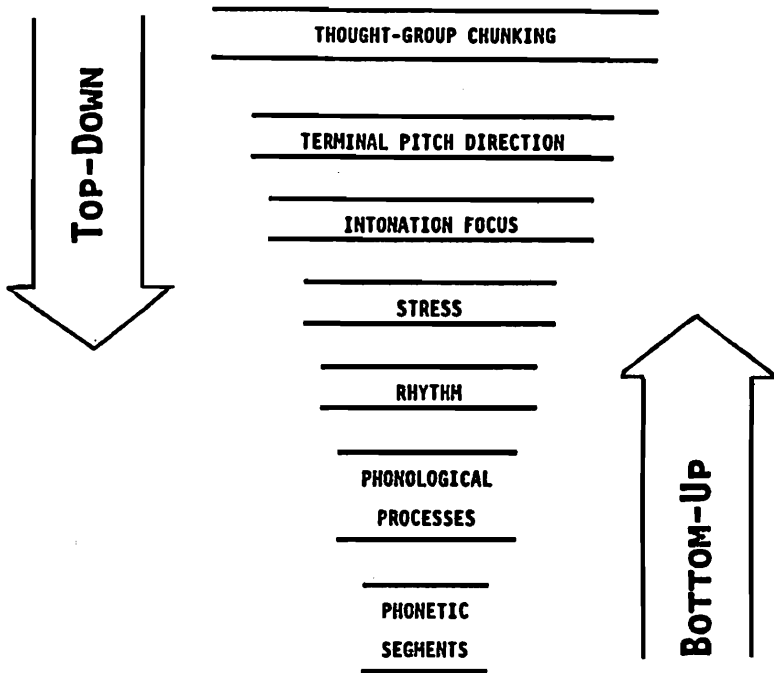 TOP-DOWN
THOUGHT-GROUP CHUNKING
TERMINAL PITCH DIRECTION
INTONATION FOCUS
STRESS
RHYTHM
PHONOLOGICAL
PROCESSES
PHONETIC
SEGMENTS
BOTTOM-UP